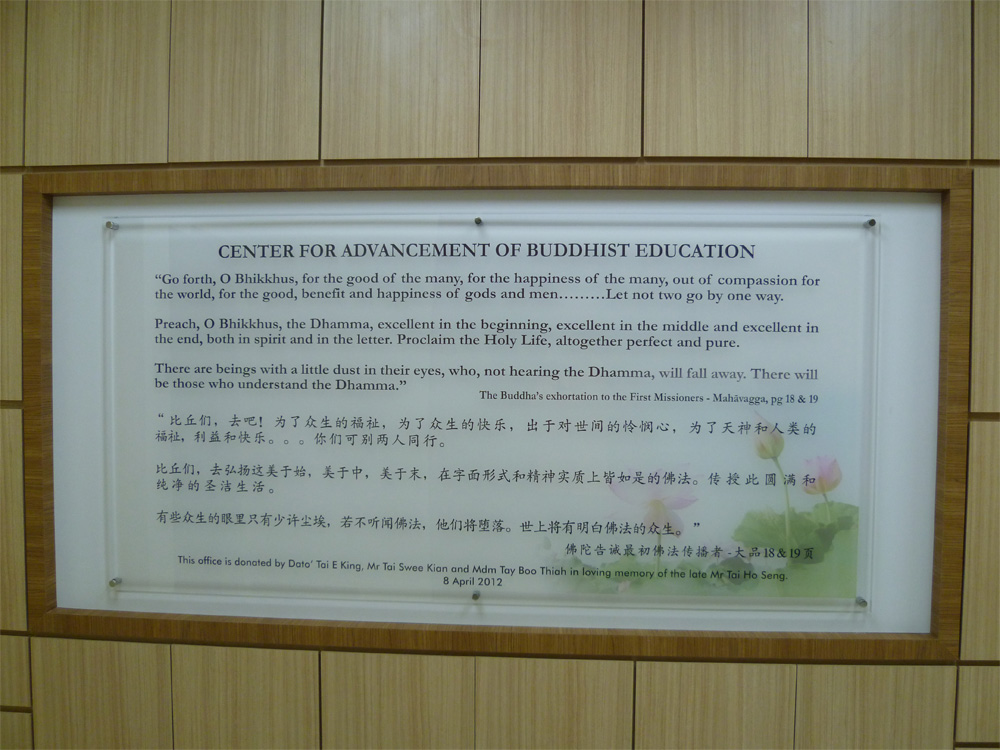 CENTER FOR ADVANCEMENT OF BUDDHIST EDUCATION
“Go forth, O Bhikkhus, for the good of the many, for the happiness of the many, out of compassion for
the world, for the good, benefit and happiness of gods and men.........Let not two go by one way.
Preach, O Bhikkhus, the Dhamma, excellent in the beginning, excellent in the middle and excellent in
the end, both in spirit and in the letter. Proclaim the Holy Life, altogether perfect and pure.
There are beings with a little dust in their eyes, who, not hearing the Dhamma, will fall away. There will
be those who understand the Dhamma.”
The Buddha’s exhortation to the First Missioners - Mahāvagga, pg 18 & 19
“比丘们，去吧！为了众生的福祉，为了众生的快乐，出于对世间的怜悯心，为了天神和人类的
福祉，利益和快乐。。。你们可别两人同行。
比丘们，去弘扬这美于始，美于中，美于末，在字面形式和精神实质上皆如是的佛法。传授此圆满和
纯净的圣洁生活。
有些众生的眼里只有少许尘埃，若不听闻佛法，他们将堕落。世上将有明白佛法的众生。”
佛陀告诫最初佛法传播者 -大品18&19页
This office is donated by Dato’ Tai E King, Mr Tai Swee Kian and Mdm Tay Boo Thiah in loving memory of the late Mr Tai Ho Seng.
8 April 2012